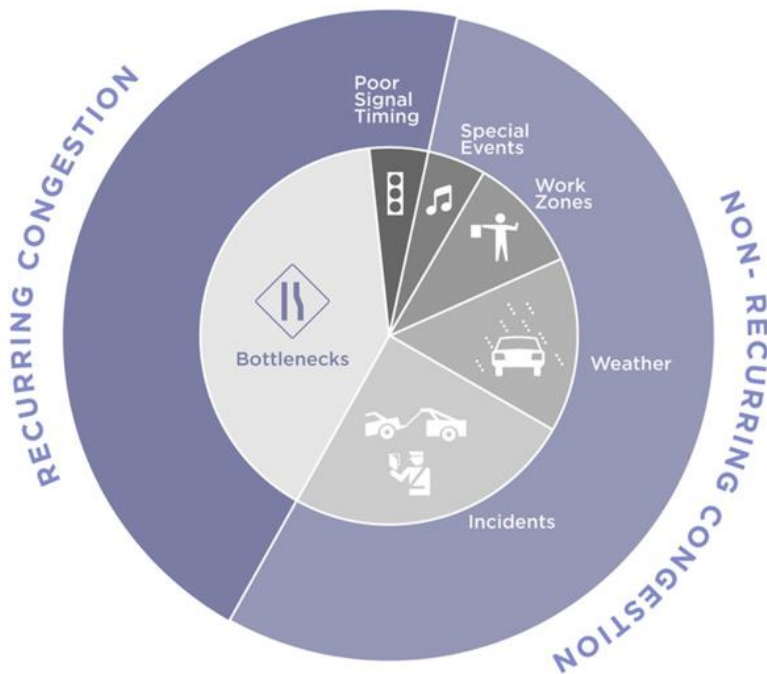 RECURRING CONGESTION
Poor
Signal
Timing
Special
Events
Work
Zones
Weather
Incidents
Bottlenecks
NON- RECURRING CONGESTION